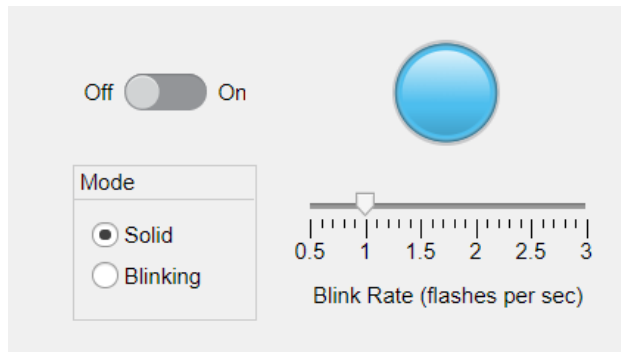 Off On
Mode
Solid
Blinking
0.5 1 1.5 2 2.5 3
Blink Rate (flashes per sec)